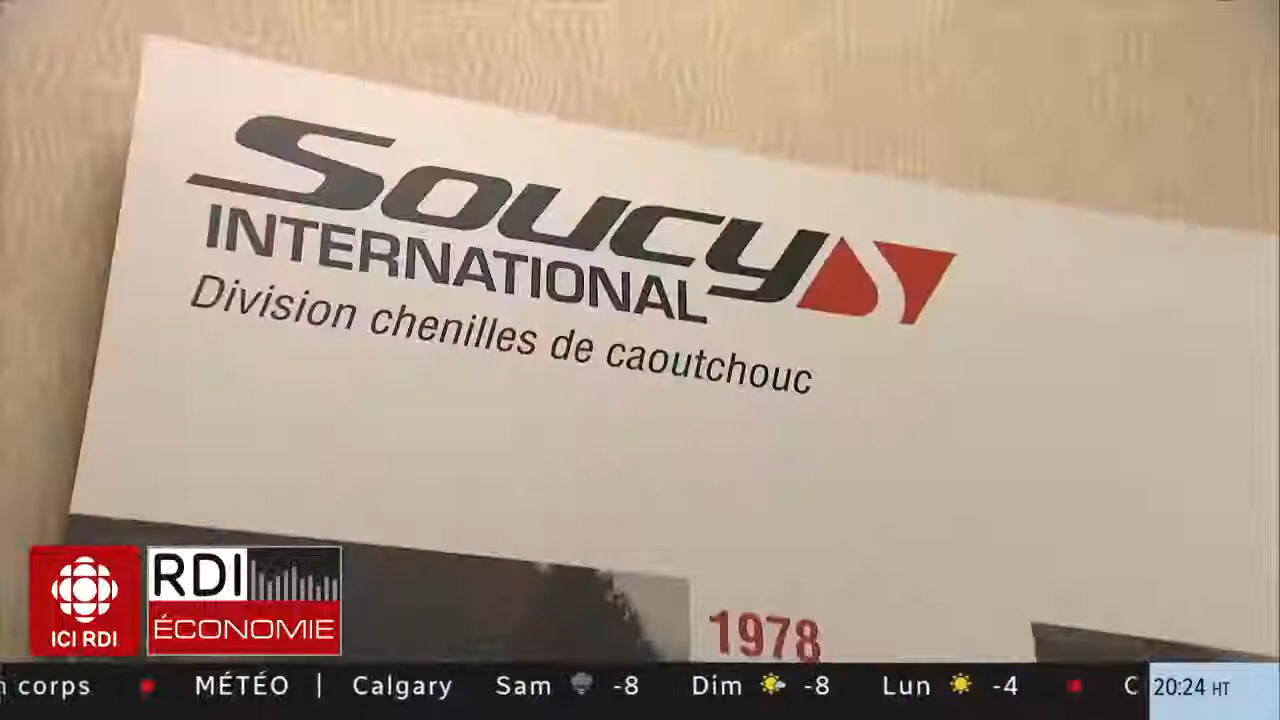 SOUCY
INTERNATIONAL
Division chenilles de caoutchouc
1978
RDI
ÉCONOMIE
ICI RDI
corps • MÉTÉO | Calgary Sam -8 Dim -8 Lun -4 • C 20:24 HT